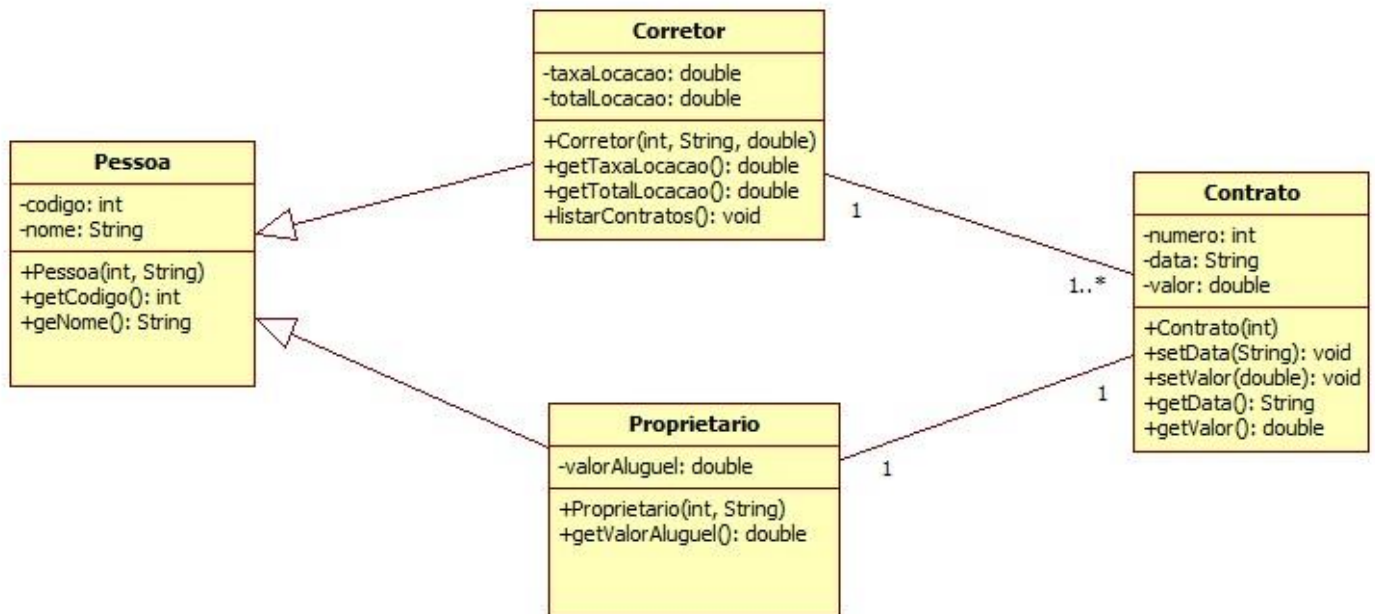 Corretor
-taxaLocacao: double
-totalLocacao: double
+Corretor(int, String, double)
+getTaxaLocacao(): double
+getTotalLocacao(): double
+listarContratos(): void
Pessoa
-codigo: int
-nome: String
+Pessoa(int, String)
+getCodigo(): int
+geNome(): String
1
1..*
Contrato
-numero: int
-data: String
-valor: double
+Contrato(int)
+setData(String): void
+setValor(double): void
+getData(): String
+getValor(): double
Proprietario
-valorAluguel: double
+Proprietario(int, String)
+getValorAluguel(): double
1
1